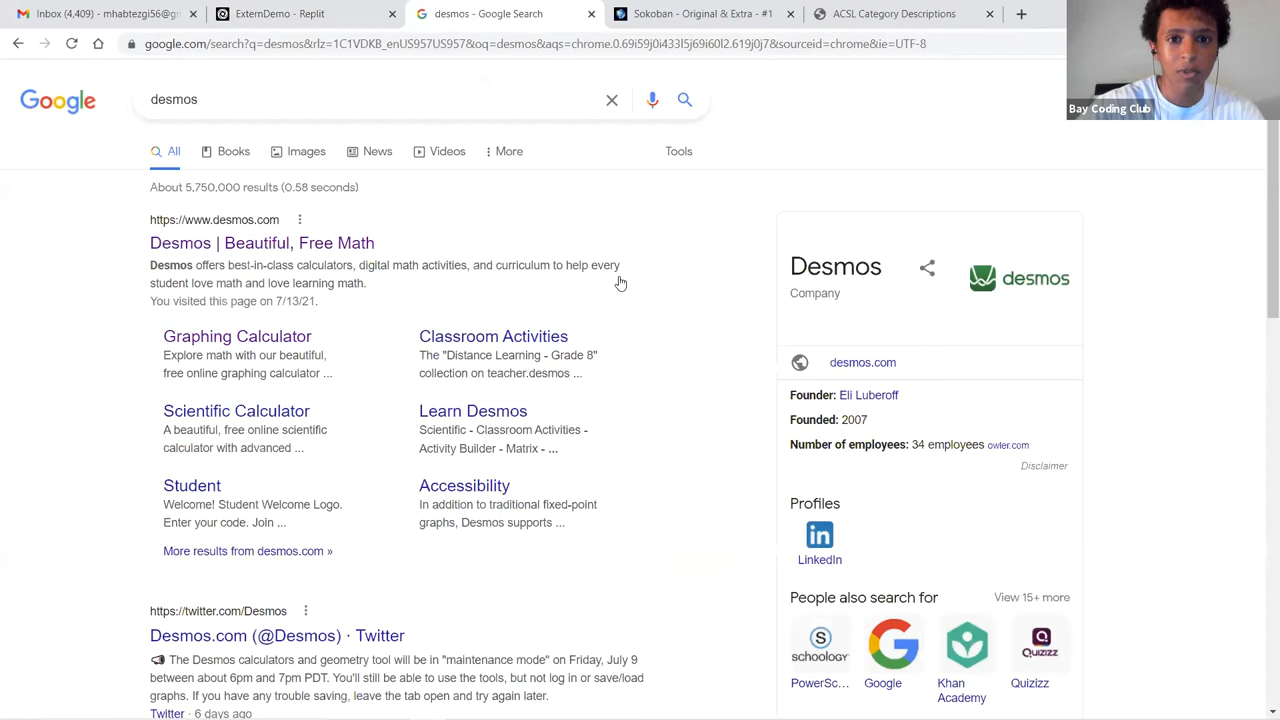 Inbox (4,409) - mhabtezgi56@gm
ExternDemo - Replit
desmos - Google Search
Sokoban - Original & Extra - #1
ACSL Category Descriptions
google.com/search?q=desmos&rlz=1C1VDKB_enUS957US957&oq=desmos&aqs=chrome.0.69i59j0i433l5j69i60l2.619j0j7&sourceid=chrome&ie=UTF-8
Bay Coding Club
Google
desmos
All Books Images News Videos More Tools
About 5,750,000 results (0.58 seconds)
https://www.desmos.com
Desmos | Beautiful, Free Math
Desmos offers best-in-class calculators, digital math activities, and curriculum to help every
student love math and love learning math.
You visited this page on 7/13/21.
Graphing Calculator
Explore math with our beautiful,
free online graphing calculator ...
Classroom Activities
The "Distance Learning - Grade 8"
collection on teacher.desmos ...
Scientific Calculator
A beautiful, free online scientific
calculator with advanced ...
Learn Desmos
Scientific - Classroom Activities -
Activity Builder - Matrix - ...
Student
Welcome! Student Welcome Logo.
Enter your code. Join ...
Accessibility
In addition to traditional fixed-point
graphs, Desmos supports ...
More results from desmos.com »
https://twitter.com/Desmos
Desmos.com (@Desmos) · Twitter
The Desmos calculators and geometry tool will be in "maintenance mode" on Friday, July 9
between about 6pm and 7pm PDT. You'll still be able to use the tools, but not log in or save/load
graphs. If you have any trouble saving, leave the tab open and try again later.
Twitter · 6 days ago
Desmos
Company
desmos
desmos.com
Founder: Eli Luberoff
Founded: 2007
Number of employees: 34 employees owler.com
Disclaimer
Profiles
in
LinkedIn
People also search for View 15+ more
S
schoology
Quizizz
PowerSc... Google Khan Academy Quizizz